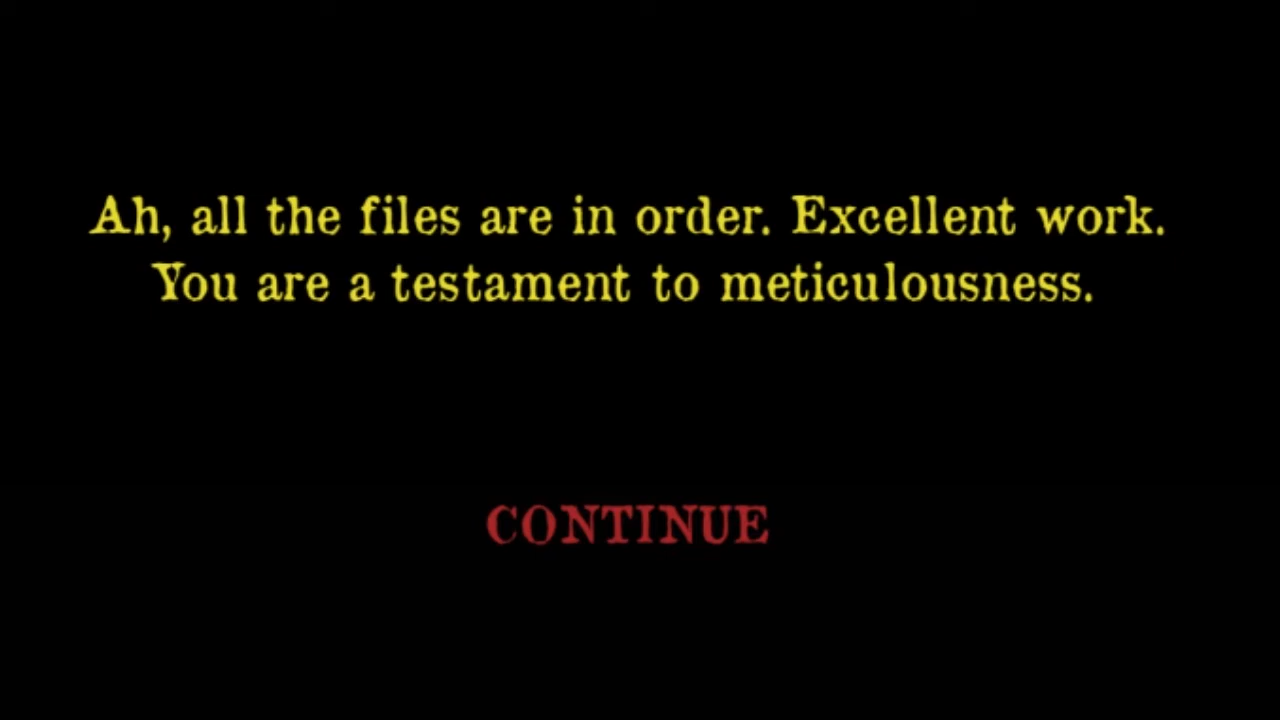 Ah, all the files are in order. Excellent work.
You are a testament to meticulousness.
CONTINUE